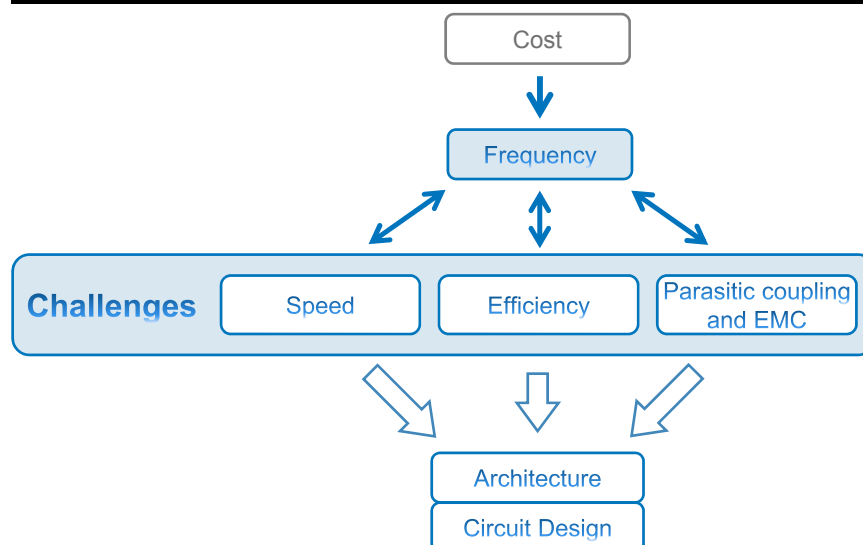 Cost
Frequency
Challenges
Speed
Efficiency
Parasitic coupling
and EMC
Architecture
Circuit Design